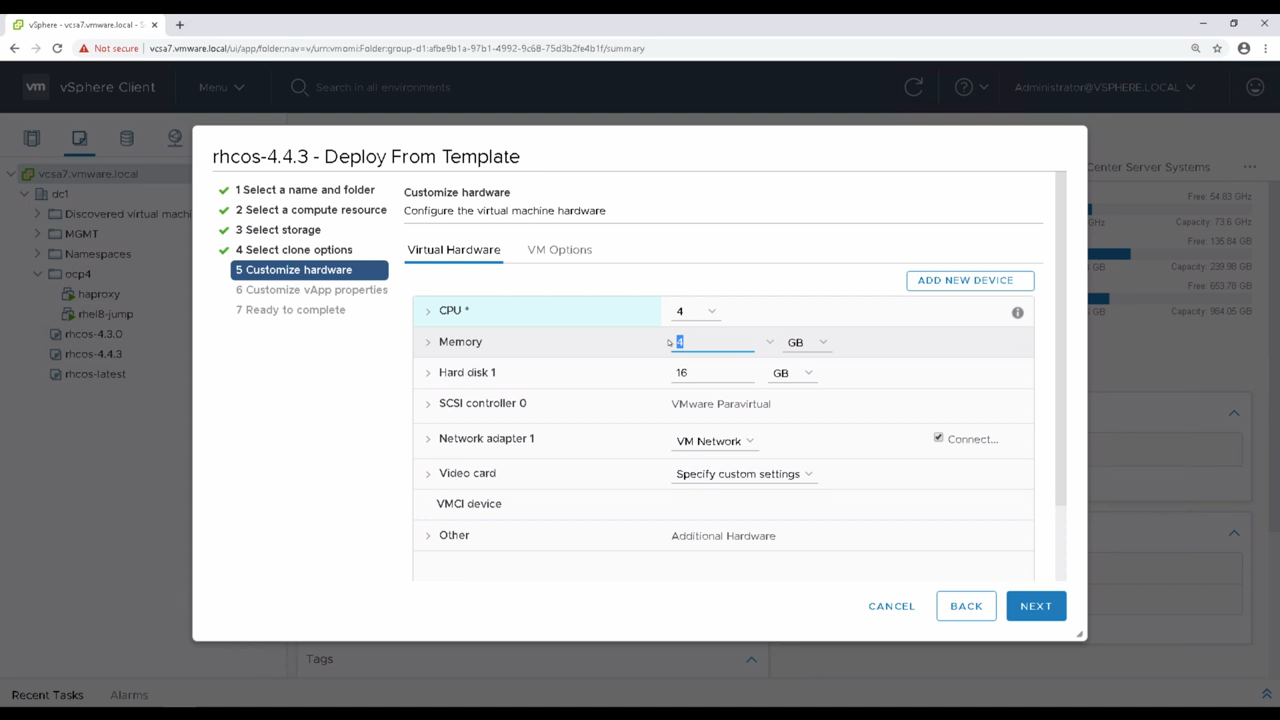 vSphere - vcsa7.vmware.local - S
Not secure | vcsa7.vmware.local/ui/app/folder;nav=v/urn:vmomi:Folder:group-d1:afbe9b1a-97b1-4992-9c68-75d3b2fe4b1f/summary
vm vSphere Client Menu Search in all environments Administrator@VSPHERE.LOCAL
vcsa7.vmware.local
dc1
Discovered virtual machi
MGMT
Namespaces
ocp4
haproxy
rhel8-jump
rhcos-4.3.0
rhcos-4.4.3
rhcos-latest
rhcos-4.4.3 - Deploy From Template
1 Select a name and folder
2 Select a compute resource
3 Select storage
4 Select clone options
5 Customize hardware
6 Customize vApp properties
7 Ready to complete
Customize hardware
Configure the virtual machine hardware
Virtual Hardware VM Options
ADD NEW DEVICE
CPU * 4
Memory 4 GB
Hard disk 1 16 GB
SCSI controller 0 VMware Paravirtual
Network adapter 1 VM Network Connect...
Video card Specify custom settings
VMCI device
Other Additional Hardware
CANCEL BACK NEXT
Center Server Systems
Free: 54.83 GHz
GHz Capacity: 73.6 GHz
Free: 135.84 GB
GB Capacity: 239.98 GB
Free: 653.78 GB
GB Capacity: 984.05 GB
Tags
Recent Tasks Alarms